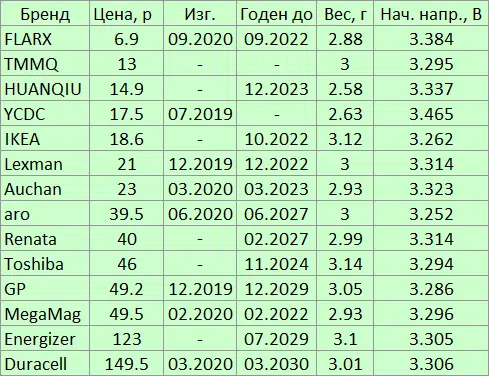 Бренд Цена, р Изг. Годен до Вес, г Нач. напр., В
FLARX 6.9 09.2020 09.2022 2.88 3.384
TMMQ 13 - - 3 3.295
HUANQIU 14.9 - 12.2023 2.58 3.337
YCDC 17.5 07.2019 - 2.63 3.465
IKEA 18.6 - 10.2022 3.12 3.262
Lexman 21 12.2019 12.2022 3 3.314
Auchan 23 03.2020 03.2023 2.93 3.323
aro 39.5 06.2020 06.2027 3 3.252
Renata 40 - 02.2027 2.99 3.314
Toshiba 46 - 11.2024 3.14 3.294
GP 49.2 12.2019 12.2029 3.05 3.286
MegaMag 49.5 02.2020 02.2022 2.93 3.296
Energizer 123 - 07.2029 3.1 3.305
Duracell 149.5 03.2020 03.2030 3.01 3.306